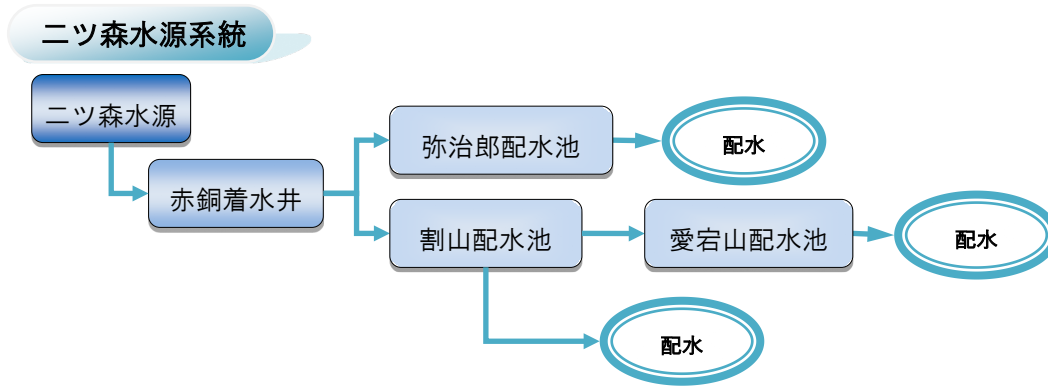 二ツ森水源系統
二ツ森水源
赤銅着水井
弥治郎配水池
配水
割山配水池
愛宕山配水池
配水
配水